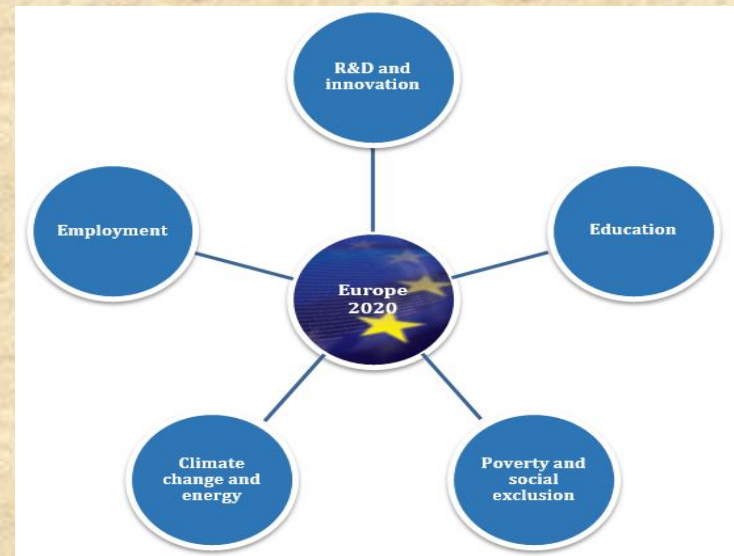 R&D and
innovation
Employment
Education
Europe
2020
Climate
change and
energy
Poverty and
social
exclusion